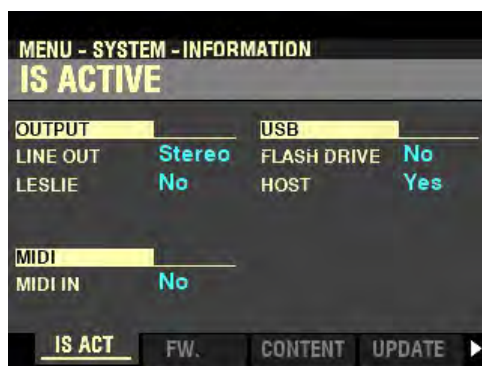 MENU - SYSTEM - INFORMATION
IS ACTIVE
OUTPUT
LINE OUT Stereo
LESLIE No
USB
FLASH DRIVE No
HOST Yes
MIDI
MIDI IN No
IS ACT FW. CONTENT UPDATE